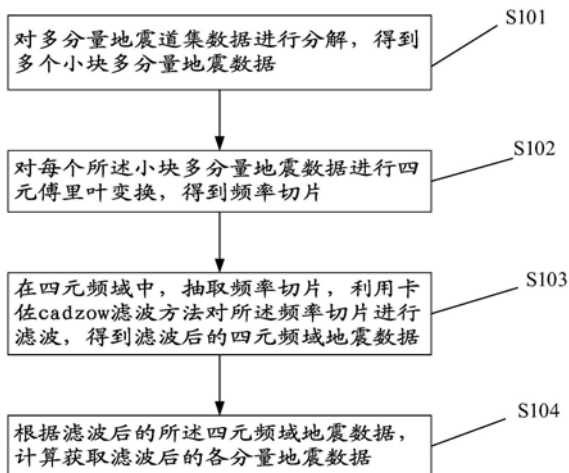 S101
对多分量地震道集数据进行分解，得到
多个小块多分量地震数据
S102
对每个所述小块多分量地震数据进行四
元傅里叶变换，得到频率切片
S103
在四元频域中，抽取频率切片，利用卡
佐cadzow滤波方法对所述频率切片进行
滤波，得到滤波后的四元频域地震数据
S104
根据滤波后的所述四元频域地震数据，
计算获取滤波后的各分量地震数据